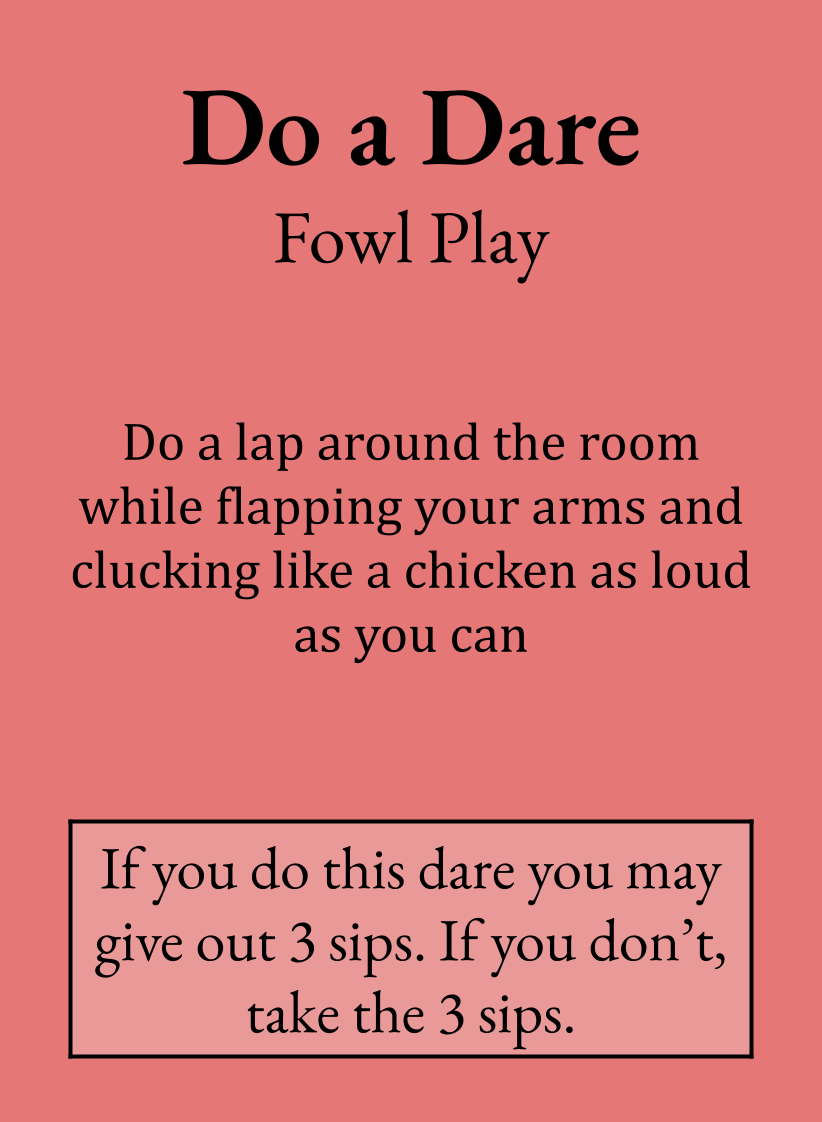 Do a Dare
Fowl Play
Do a lap around the room
while flapping your arms and
clucking like a chicken as loud
as you can
If you do this dare you may
give out 3 sips. If you don’t,
take the 3 sips.